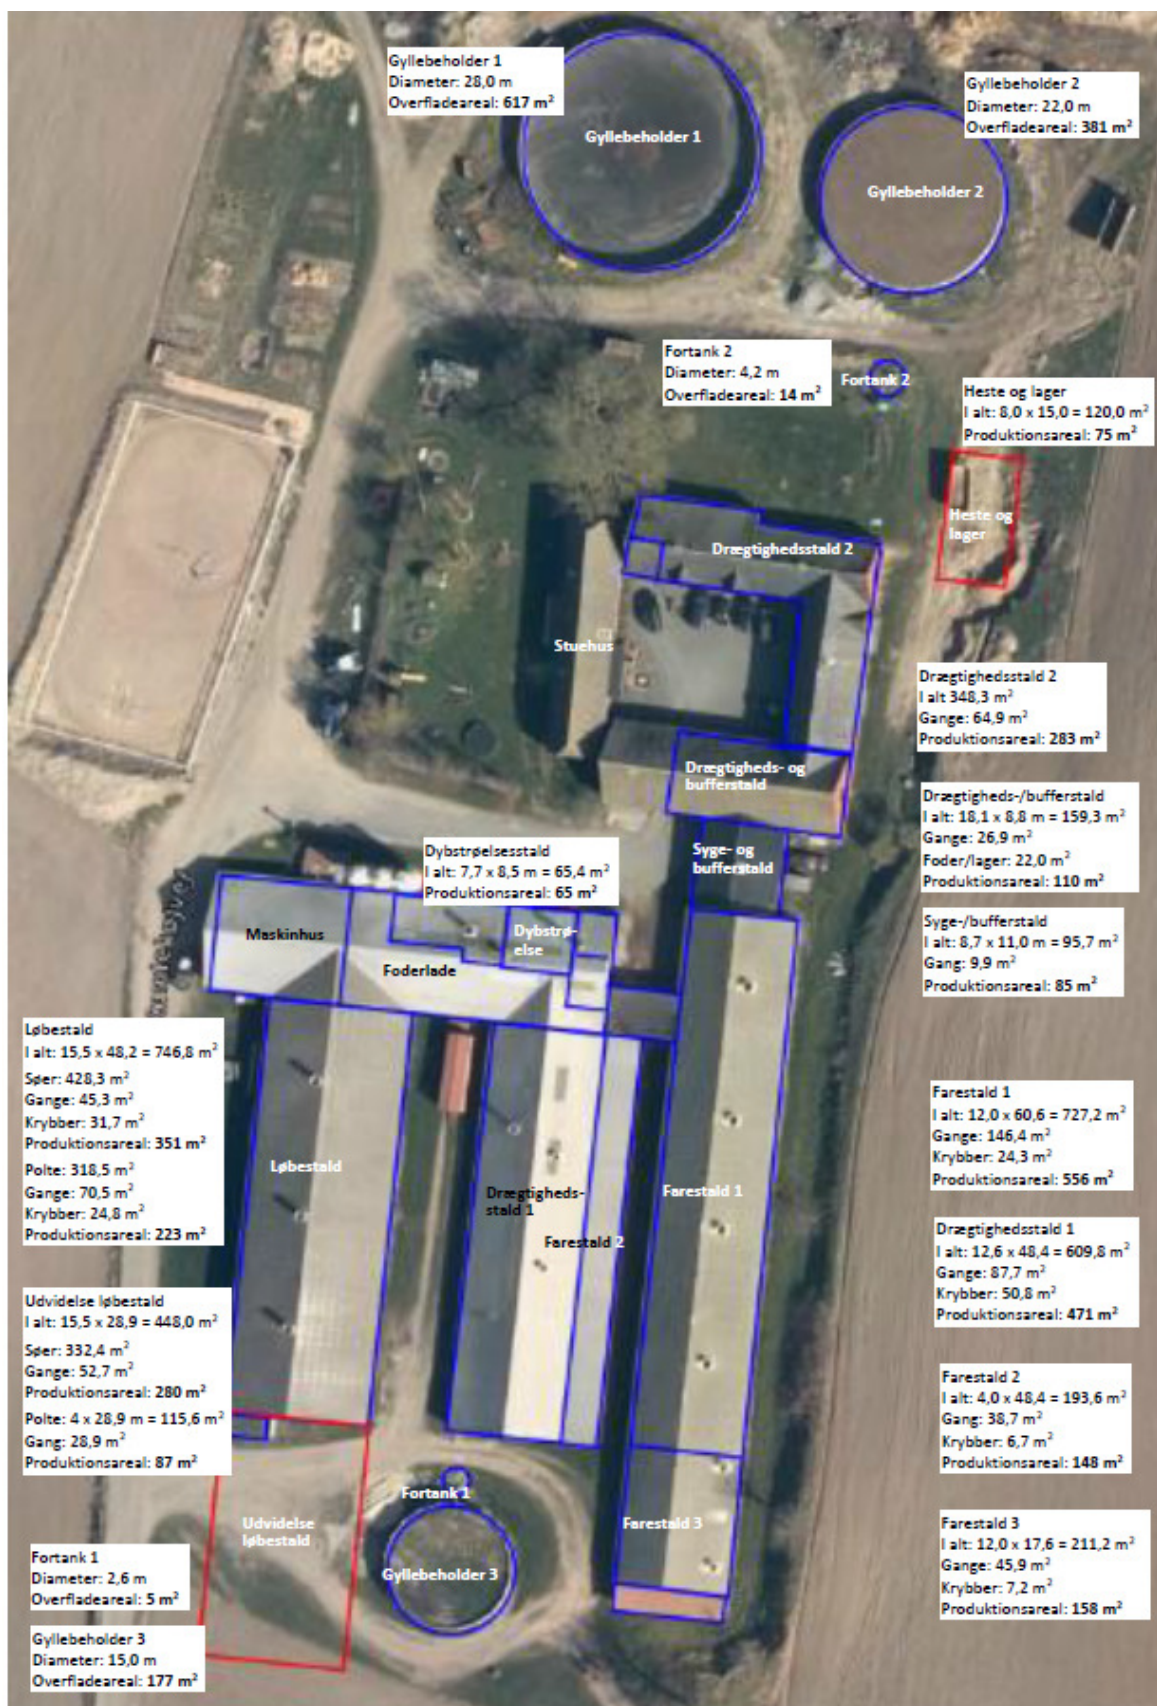 Gyllebeholder 1
Diameter: 28,0 m
Overfladeareal: 617 m²
Gyllebeholder 2
Diameter: 22,0 m
Overfladeareal: 381 m²
Gyllebeholder 1
Gyllebeholder 2
Fortank 2
Diameter: 4,2 m
Overfladeareal: 14 m²
Fortank 2
Heste og lager
I alt: 8,0 x 15,0 = 120,0 m²
Produktionsareal: 75 m²
Heste og
lager
Drægtighedsstald 2
Stuehus
Drægtighedsstald 2
I alt 348,3 m²
Gange: 64,9 m²
Produktionsareal: 283 m²
Drægtigheds- og
bufferstald
Drægtigheds-/bufferstald
I alt: 18,1 x 8,8 m = 159,3 m²
Gange: 26,9 m²
Foder/lager: 22,0 m²
Produktionsareal: 110 m²
Dybstrøelsesstald
I alt: 7,7 x 8,5 m = 65,4 m²
Produktionsareal: 65 m²
Syge- og
bufferstald
Syge-/bufferstald
I alt: 8,7 x 11,0 m = 95,7 m²
Gang: 9,9 m²
Produktionsareal: 85 m²
Maskinhus
Dybstrø-
else
Foderlade
Løbestald
I alt: 15,5 x 48,2 = 746,8 m²
Søer: 428,3 m²
Gange: 45,3 m²
Krybber: 31,7 m²
Produktionsareal: 351 m²
Polte: 318,5 m²
Gange: 70,5 m²
Krybber: 24,8 m²
Produktionsareal: 223 m²
Løbestald
Drægtigheds-
stald 1
Farestald 2
Farestald 1
Farestald 1
I alt: 12,0 x 60,6 = 727,2 m²
Gange: 146,4 m²
Krybber: 24,3 m²
Produktionsareal: 556 m²
Drægtighedsstald 1
I alt: 12,6 x 48,4 = 609,8 m²
Gange: 87,7 m²
Krybber: 50,8 m²
Produktionsareal: 471 m²
Udvidelse løbestald
I alt: 15,5 x 28,9 = 448,0 m²
Søer: 332,4 m²
Gange: 52,7 m²
Produktionsareal: 280 m²
Polte: 4 x 28,9 m = 115,6 m²
Gang: 28,9 m²
Produktionsareal: 87 m²
Farestald 2
I alt: 4,0 x 48,4 = 193,6 m²
Gang: 38,7 m²
Krybber: 6,7 m²
Produktionsareal: 148 m²
Fortank 1
Udvidelse
løbestald
Gyllebeholder 3
Farestald 3
Farestald 3
I alt: 12,0 x 17,6 = 211,2 m²
Gange: 45,9 m²
Krybber: 7,2 m²
Produktionsareal: 158 m²
Fortank 1
Diameter: 2,6 m
Overfladeareal: 5 m²
Gyllebeholder 3
Diameter: 15,0 m
Overfladeareal: 177 m²